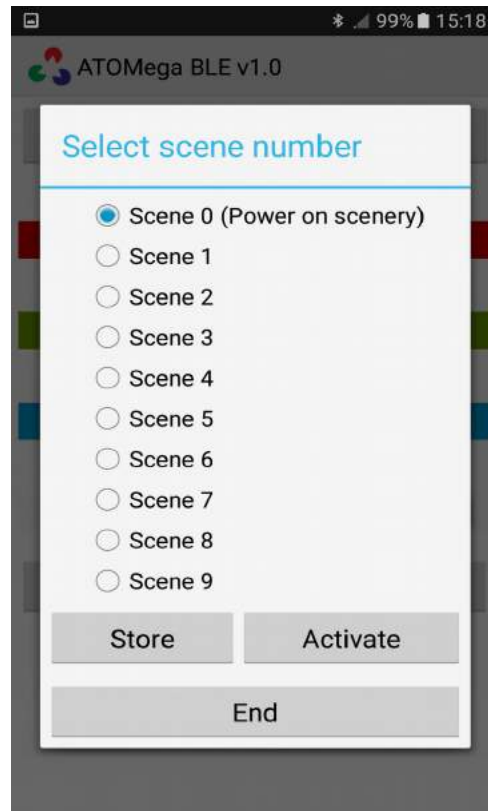 99% 15:18
ATOMega BLE v1.0
Select scene number
Scene 0 (Power on scenery)
Scene 1
Scene 2
Scene 3
Scene 4
Scene 5
Scene 6
Scene 7
Scene 8
Scene 9
Store Activate
End